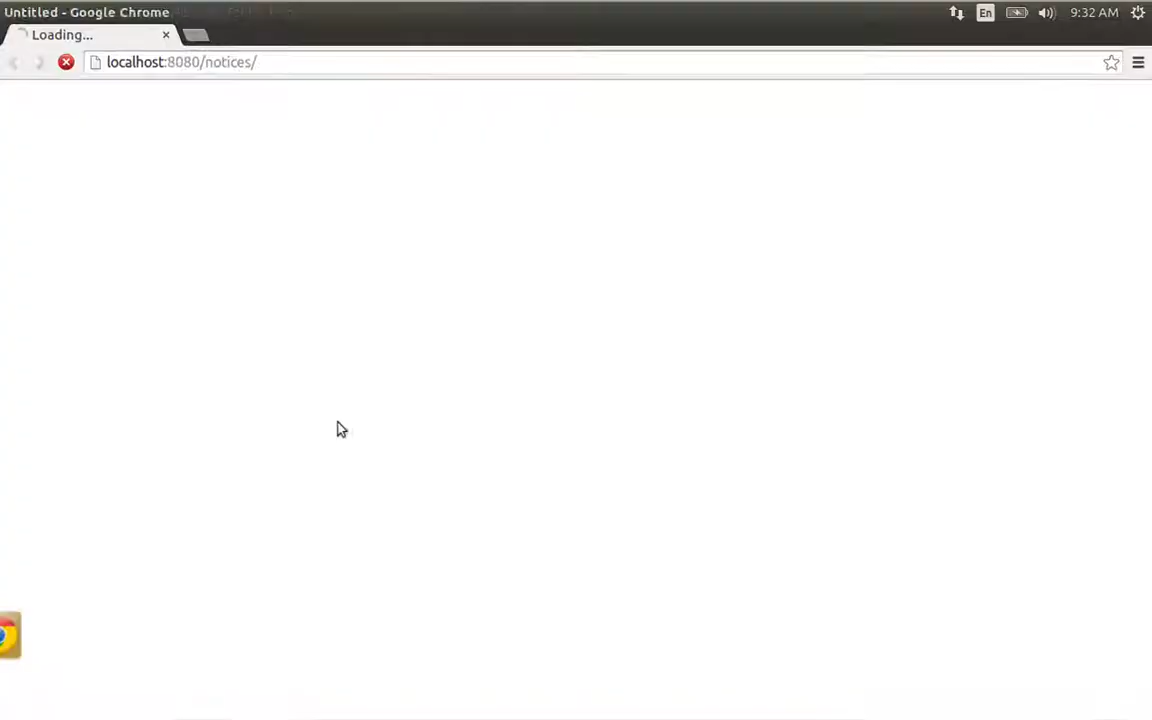 Untitled - Google Chrome
En
9:32 AM
Loading...
localhost:8080/notices/